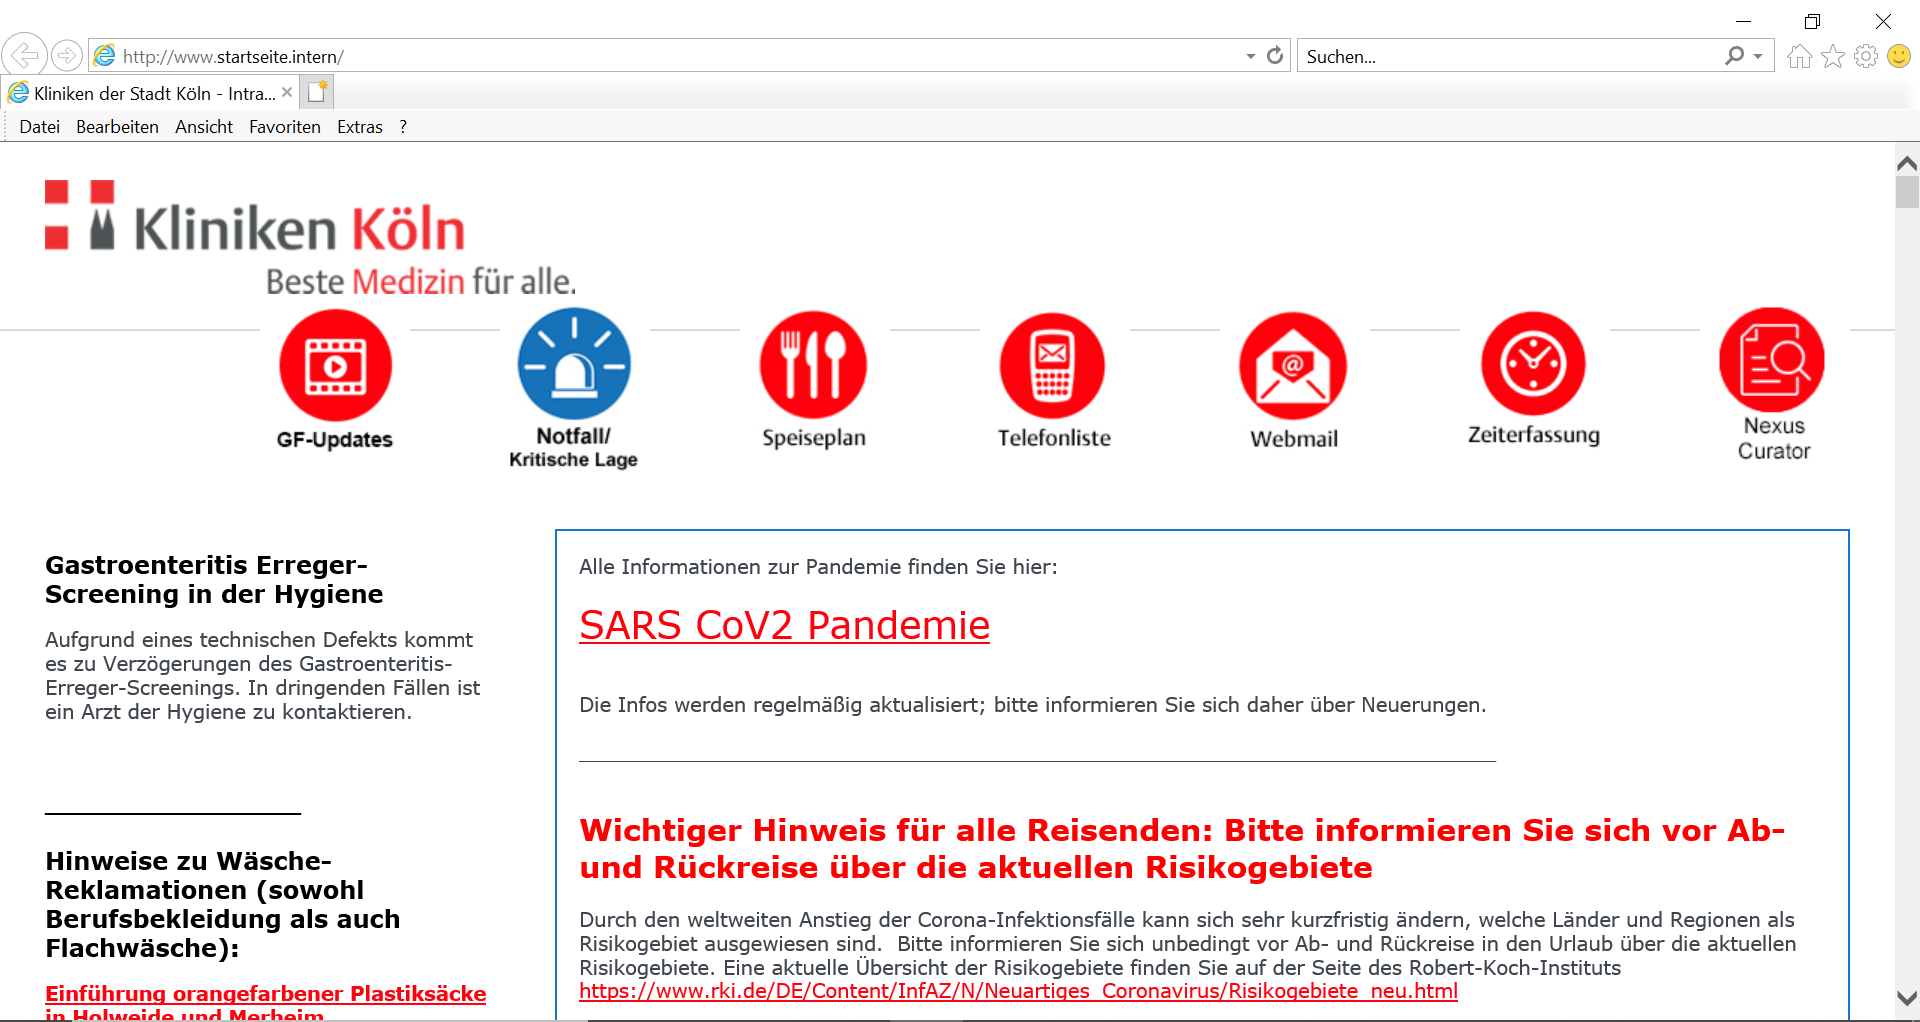 http://www.startseite.intern/
Suchen...
Kliniken der Stadt Köln - Intra...
Datei Bearbeiten Ansicht Favoriten Extras ?
Kliniken Köln
Beste Medizin für alle.
GF-Updates
Notfall/
Kritische Lage
Speiseplan
Telefonliste
Webmail
Zeiterfassung
Nexus
Curator
Gastroenteritis Erreger-
Screening in der Hygiene
Aufgrund eines technischen Defekts kommt
es zu Verzögerungen des Gastroenteritis-
Erreger-Screenings. In dringenden Fällen ist
ein Arzt der Hygiene zu kontaktieren.
Hinweise zu Wäsche-
Reklamationen (sowohl
Berufsbekleidung als auch
Flachwäsche):
Einführung orangefarbener Plastiksäcke
in Holweide und Merheim
Alle Informationen zur Pandemie finden Sie hier:
SARS CoV2 Pandemie
Die Infos werden regelmäßig aktualisiert; bitte informieren Sie sich daher über Neuerungen.
Wichtiger Hinweis für alle Reisenden: Bitte informieren Sie sich vor Ab-
und Rückreise über die aktuellen Risikogebiete
Durch den weltweiten Anstieg der Corona-Infektionsfälle kann sich sehr kurzfristig ändern, welche Länder und Regionen als
Risikogebiet ausgewiesen sind. Bitte informieren Sie sich unbedingt vor Ab- und Rückreise in den Urlaub über die aktuellen
Risikogebiete. Eine aktuelle Übersicht der Risikogebiete finden Sie auf der Seite des Robert-Koch-Instituts
https://www.rki.de/DE/Content/InfAZ/N/Neuartiges_Coronavirus/Risikogebiete_neu.html